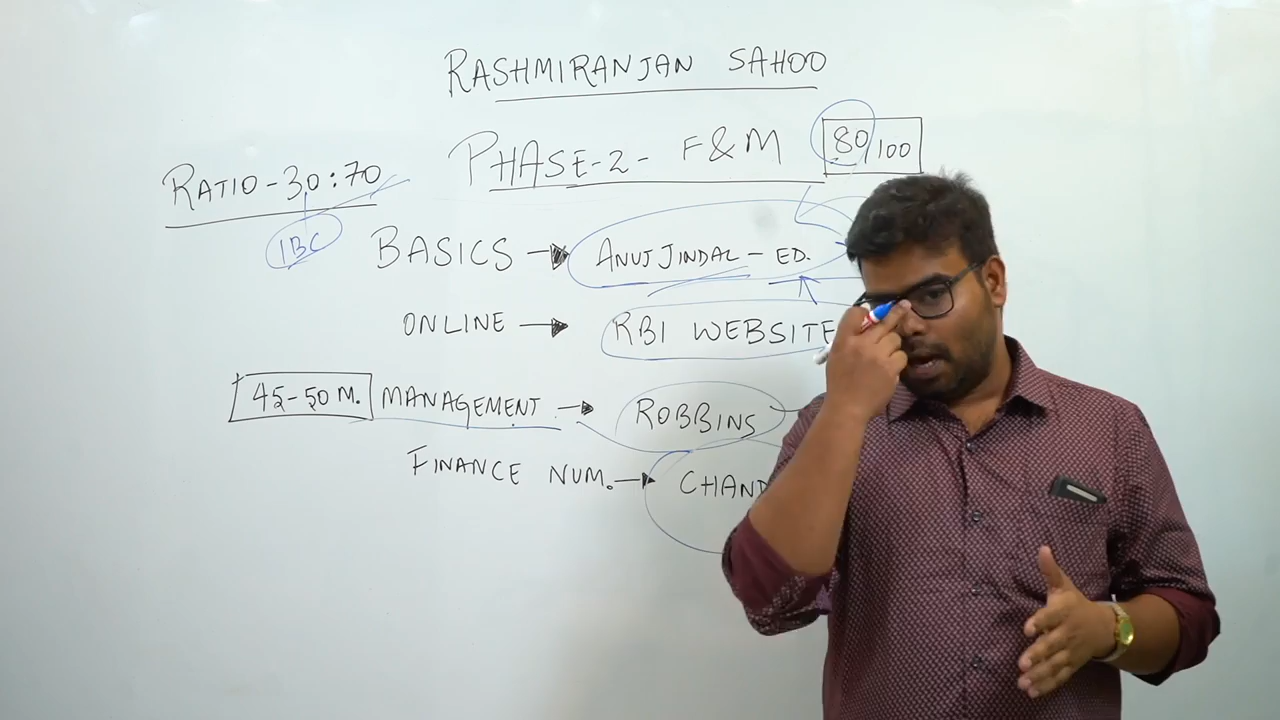 RASHMIRANJAN SAHOO
PHASE-2- F&M 80/100
RATIO-30:70
IBC
BASICS → ANUJ JINDAL - ED.
ONLINE → RBI WEBSITE
45-50 M. MANAGEMENT → ROBBINS
FINANCE NUM. → CHAND